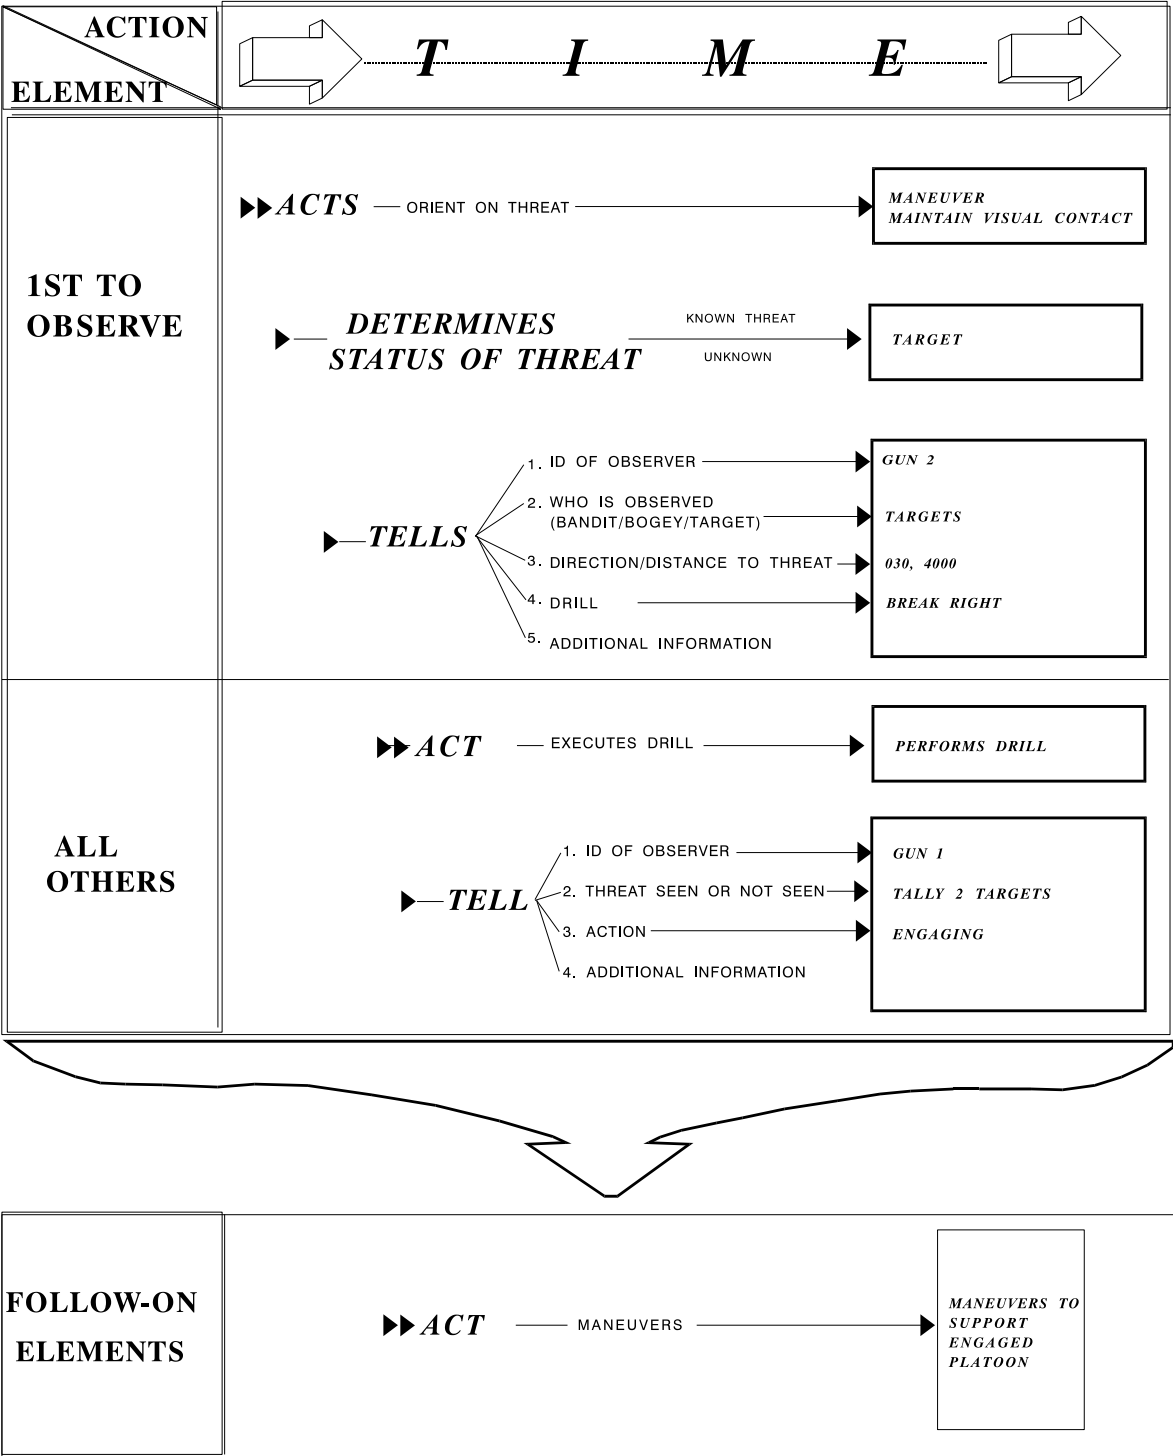 ACTION
ELEMENT
T I M E
1ST TO
OBSERVE
ACTS
ORIENT ON THREAT
MANEUVER
MAINTAIN VISUAL CONTACT
DETERMINES
STATUS OF THREAT
KNOWN THREAT
UNKNOWN
TARGET
TELLS
1. ID OF OBSERVER
GUN 2
2. WHO IS OBSERVED
(BANDIT/BOGEY/TARGET)
TARGETS
3. DIRECTION/DISTANCE TO THREAT
030, 4000
4. DRILL
BREAK RIGHT
5. ADDITIONAL INFORMATION
ALL
OTHERS
ACT
EXECUTES DRILL
PERFORMS DRILL
TELL
1. ID OF OBSERVER
GUN 1
2. THREAT SEEN OR NOT SEEN
TALLY 2 TARGETS
3. ACTION
ENGAGING
4. ADDITIONAL INFORMATION
FOLLOW-ON
ELEMENTS
ACT
MANEUVERS
MANEUVERS TO
SUPPORT
ENGAGED
PLATOON